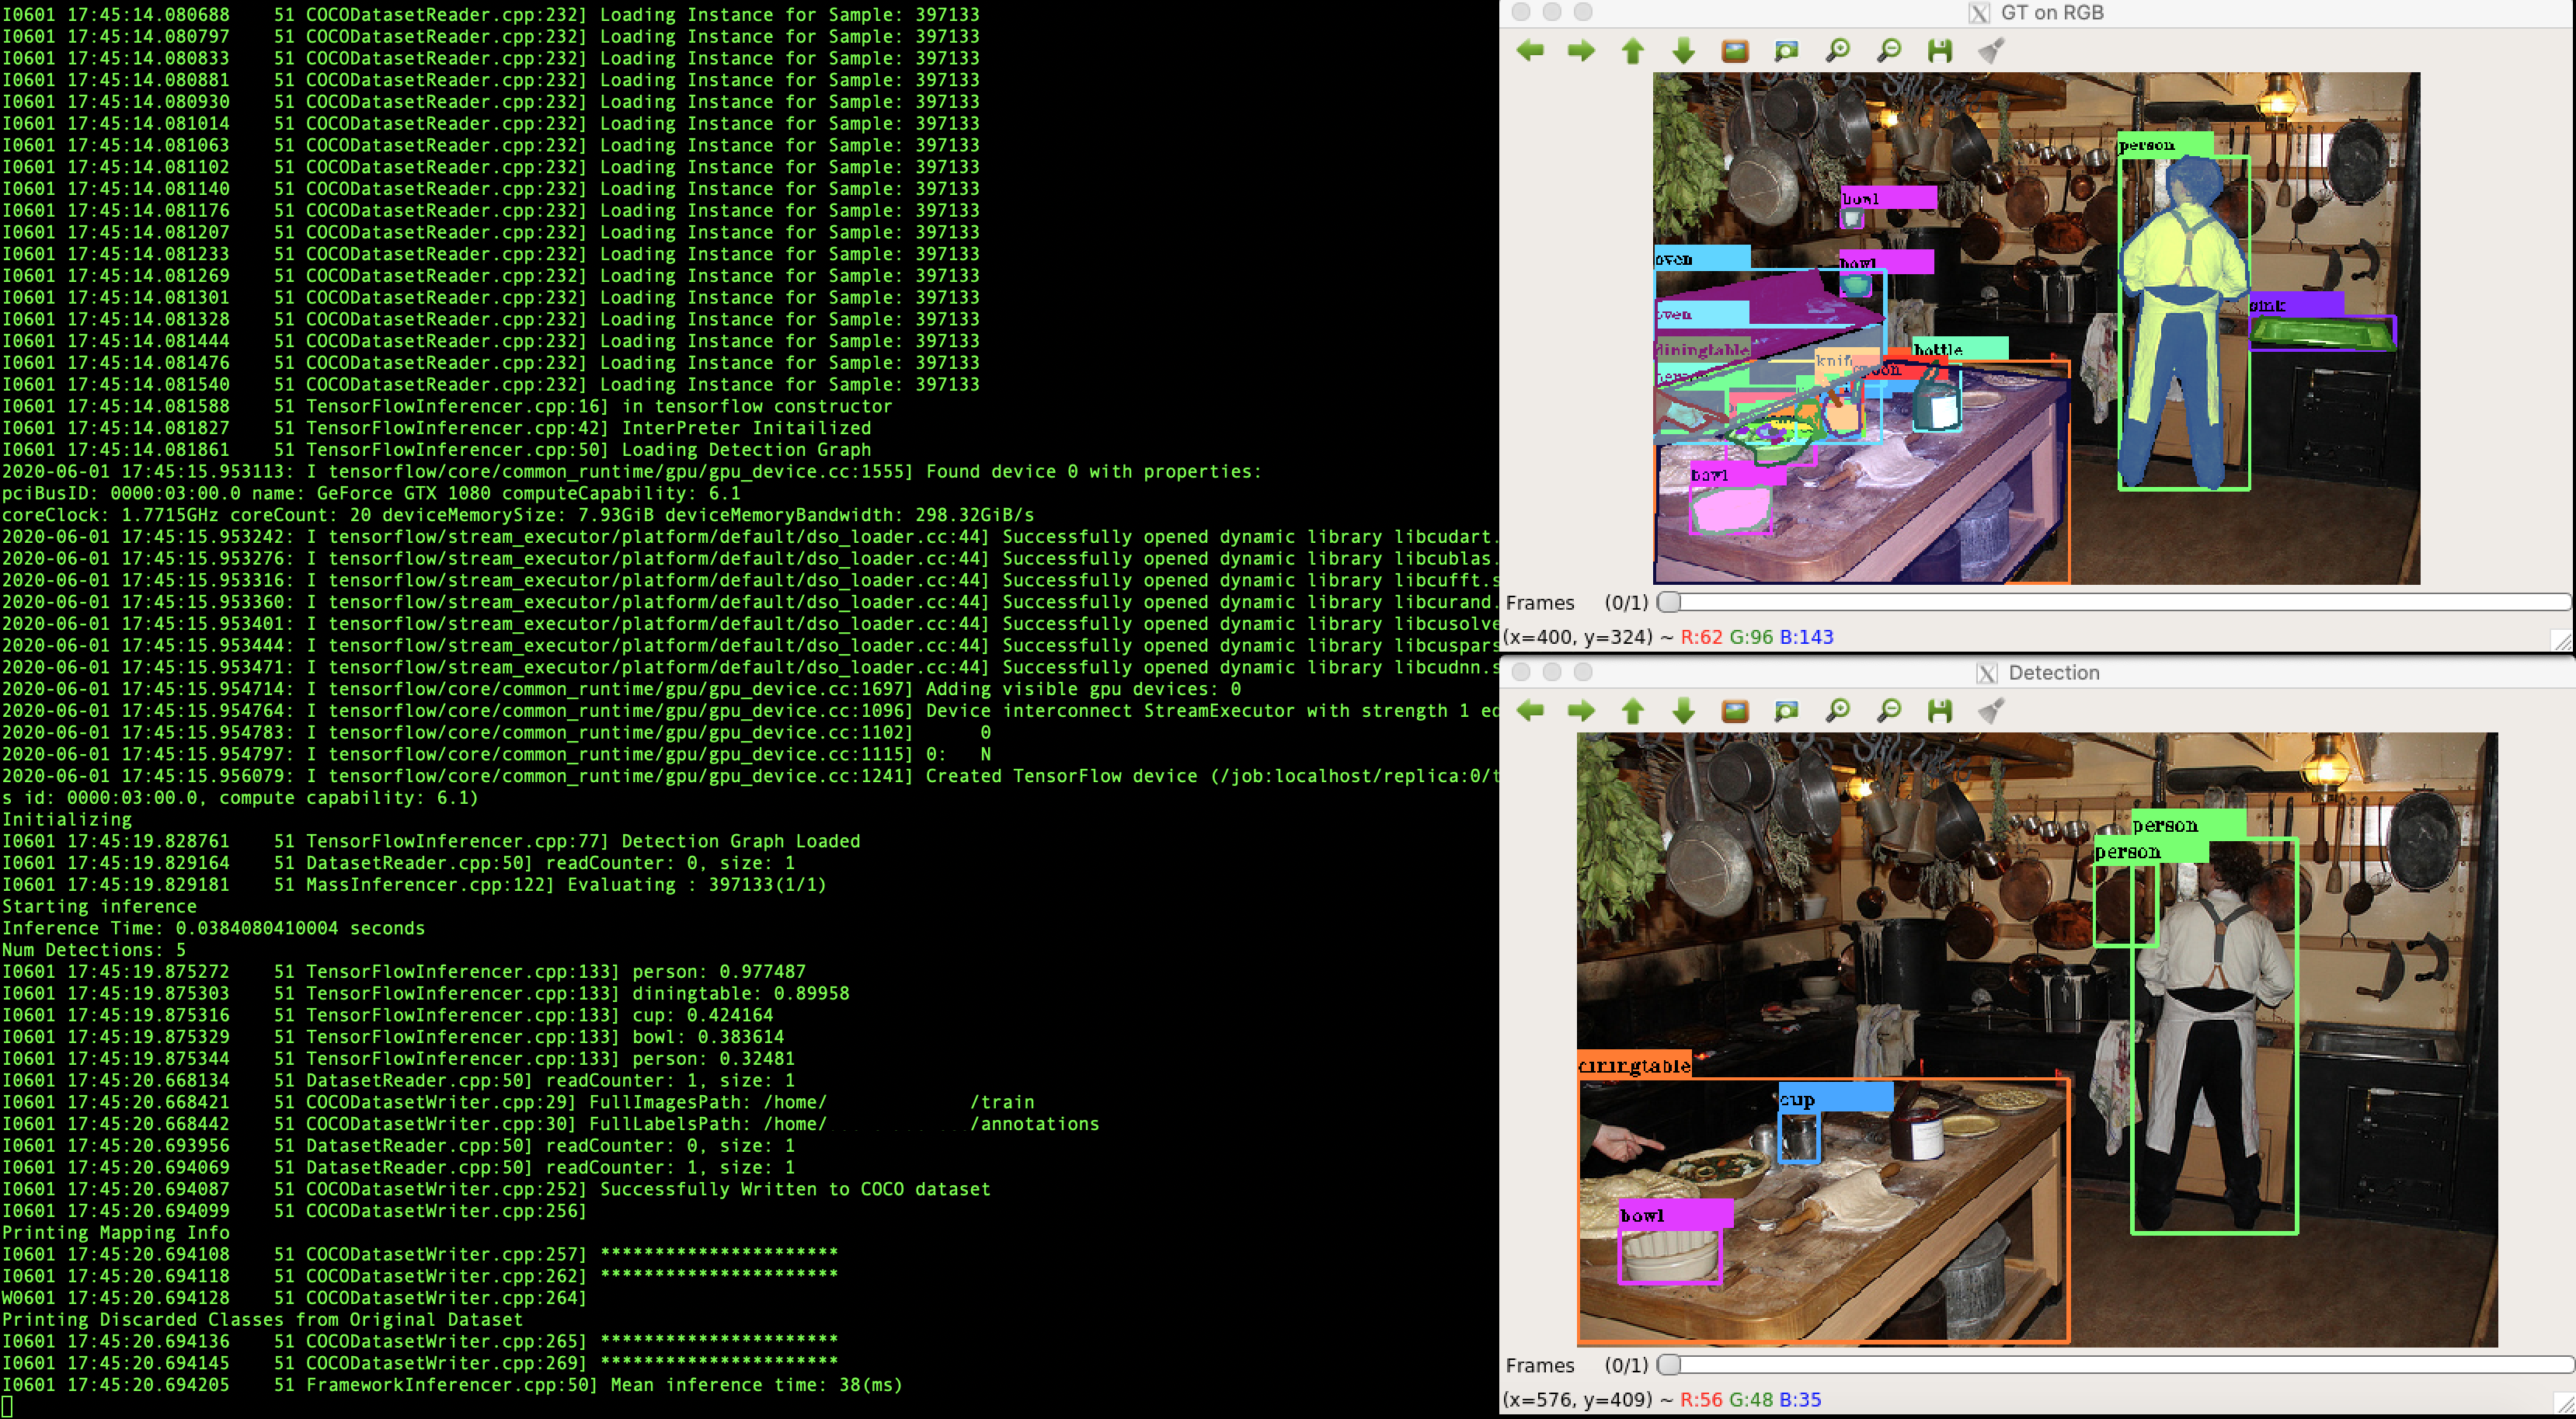 I0601 17:45:14.080688    51 COCODatasetReader.cpp:232] Loading Instance for Sample: 397133
I0601 17:45:14.080797    51 COCODatasetReader.cpp:232] Loading Instance for Sample: 397133
I0601 17:45:14.080833    51 COCODatasetReader.cpp:232] Loading Instance for Sample: 397133
I0601 17:45:14.080881    51 COCODatasetReader.cpp:232] Loading Instance for Sample: 397133
I0601 17:45:14.080930    51 COCODatasetReader.cpp:232] Loading Instance for Sample: 397133
I0601 17:45:14.081014    51 COCODatasetReader.cpp:232] Loading Instance for Sample: 397133
I0601 17:45:14.081063    51 COCODatasetReader.cpp:232] Loading Instance for Sample: 397133
I0601 17:45:14.081102    51 COCODatasetReader.cpp:232] Loading Instance for Sample: 397133
I0601 17:45:14.081140    51 COCODatasetReader.cpp:232] Loading Instance for Sample: 397133
I0601 17:45:14.081176    51 COCODatasetReader.cpp:232] Loading Instance for Sample: 397133
I0601 17:45:14.081207    51 COCODatasetReader.cpp:232] Loading Instance for Sample: 397133
I0601 17:45:14.081233    51 COCODatasetReader.cpp:232] Loading Instance for Sample: 397133
I0601 17:45:14.081269    51 COCODatasetReader.cpp:232] Loading Instance for Sample: 397133
I0601 17:45:14.081301    51 COCODatasetReader.cpp:232] Loading Instance for Sample: 397133
I0601 17:45:14.081328    51 COCODatasetReader.cpp:232] Loading Instance for Sample: 397133
I0601 17:45:14.081444    51 COCODatasetReader.cpp:232] Loading Instance for Sample: 397133
I0601 17:45:14.081476    51 COCODatasetReader.cpp:232] Loading Instance for Sample: 397133
I0601 17:45:14.081540    51 COCODatasetReader.cpp:232] Loading Instance for Sample: 397133
I0601 17:45:14.081588    51 TensorFlowInferencer.cpp:16] in tensorflow constructor
I0601 17:45:14.081827    51 TensorFlowInferencer.cpp:42] InterPreter Initailized
I0601 17:45:14.081861    51 TensorFlowInferencer.cpp:50] Loading Detection Graph
2020-06-01 17:45:15.953113: I tensorflow/core/common_runtime/gpu/gpu_device.cc:1555] Found device 0 with properties:
pciBusID: 0000:03:00.0 name: GeForce GTX 1080 computeCapability: 6.1
coreClock: 1.7715GHz coreCount: 20 deviceMemorySize: 7.93GiB deviceMemoryBandwidth: 298.32GiB/s
2020-06-01 17:45:15.953242: I tensorflow/stream_executor/platform/default/dso_loader.cc:44] Successfully opened dynamic library libcudart.
2020-06-01 17:45:15.953276: I tensorflow/stream_executor/platform/default/dso_loader.cc:44] Successfully opened dynamic library libcublas.
2020-06-01 17:45:15.953316: I tensorflow/stream_executor/platform/default/dso_loader.cc:44] Successfully opened dynamic library libcufft.s
2020-06-01 17:45:15.953360: I tensorflow/stream_executor/platform/default/dso_loader.cc:44] Successfully opened dynamic library libcurand.
2020-06-01 17:45:15.953401: I tensorflow/stream_executor/platform/default/dso_loader.cc:44] Successfully opened dynamic library libcusolve
2020-06-01 17:45:15.953444: I tensorflow/stream_executor/platform/default/dso_loader.cc:44] Successfully opened dynamic library libcuspars
2020-06-01 17:45:15.953471: I tensorflow/stream_executor/platform/default/dso_loader.cc:44] Successfully opened dynamic library libcudnn.s
2020-06-01 17:45:15.954714: I tensorflow/core/common_runtime/gpu/gpu_device.cc:1697] Adding visible gpu devices: 0
2020-06-01 17:45:15.954764: I tensorflow/core/common_runtime/gpu/gpu_device.cc:1096] Device interconnect StreamExecutor with strength 1 ed
2020-06-01 17:45:15.954783: I tensorflow/core/common_runtime/gpu/gpu_device.cc:1102]      0
2020-06-01 17:45:15.954797: I tensorflow/core/common_runtime/gpu/gpu_device.cc:1115] 0:   N
2020-06-01 17:45:15.956079: I tensorflow/core/common_runtime/gpu/gpu_device.cc:1241] Created TensorFlow device (/job:localhost/replica:0/t
s id: 0000:03:00.0, compute capability: 6.1)
Initializing
I0601 17:45:19.828761    51 TensorFlowInferencer.cpp:77] Detection Graph Loaded
I0601 17:45:19.829164    51 DatasetReader.cpp:50] readCounter: 0, size: 1
I0601 17:45:19.829181    51 MassInferencer.cpp:122] Evaluating : 397133(1/1)
Starting inference
Inference Time: 0.0384080410004 seconds
Num Detections: 5
I0601 17:45:19.875272    51 TensorFlowInferencer.cpp:133] person: 0.977487
I0601 17:45:19.875303    51 TensorFlowInferencer.cpp:133] diningtable: 0.89958
I0601 17:45:19.875316    51 TensorFlowInferencer.cpp:133] cup: 0.424164
I0601 17:45:19.875329    51 TensorFlowInferencer.cpp:133] bowl: 0.383614
I0601 17:45:19.875344    51 TensorFlowInferencer.cpp:133] person: 0.32481
I0601 17:45:20.668134    51 DatasetReader.cpp:50] readCounter: 1, size: 1
I0601 17:45:20.668421    51 COCODatasetWriter.cpp:29] FullImagesPath: /home/ /train
I0601 17:45:20.668442    51 COCODatasetWriter.cpp:30] FullLabelsPath: /home/ /annotations
I0601 17:45:20.693956    51 DatasetReader.cpp:50] readCounter: 0, size: 1
I0601 17:45:20.694069    51 DatasetReader.cpp:50] readCounter: 1, size: 1
I0601 17:45:20.694087    51 COCODatasetWriter.cpp:252] Successfully Written to COCO dataset
I0601 17:45:20.694099    51 COCODatasetWriter.cpp:256]
Printing Mapping Info
I0601 17:45:20.694108    51 COCODatasetWriter.cpp:257] **********************
I0601 17:45:20.694118    51 COCODatasetWriter.cpp:262] **********************
W0601 17:45:20.694128    51 COCODatasetWriter.cpp:264]
Printing Discarded Classes from Original Dataset
I0601 17:45:20.694136    51 COCODatasetWriter.cpp:265] **********************
I0601 17:45:20.694145    51 COCODatasetWriter.cpp:269] **********************
I0601 17:45:20.694205    51 FrameworkInferencer.cpp:50] Mean inference time: 38(ms)
GT on RGB
person
bowl
bowl
oven
sink
oven
diningtable
bottle
bowl
Frames (0/1)
(x=400, y=324) ~ R:62 G:96 B:143
Detection
person
person
diningtable
cup
bowl
Frames (0/1)
(x=576, y=409) ~ R:56 G:48 B:35